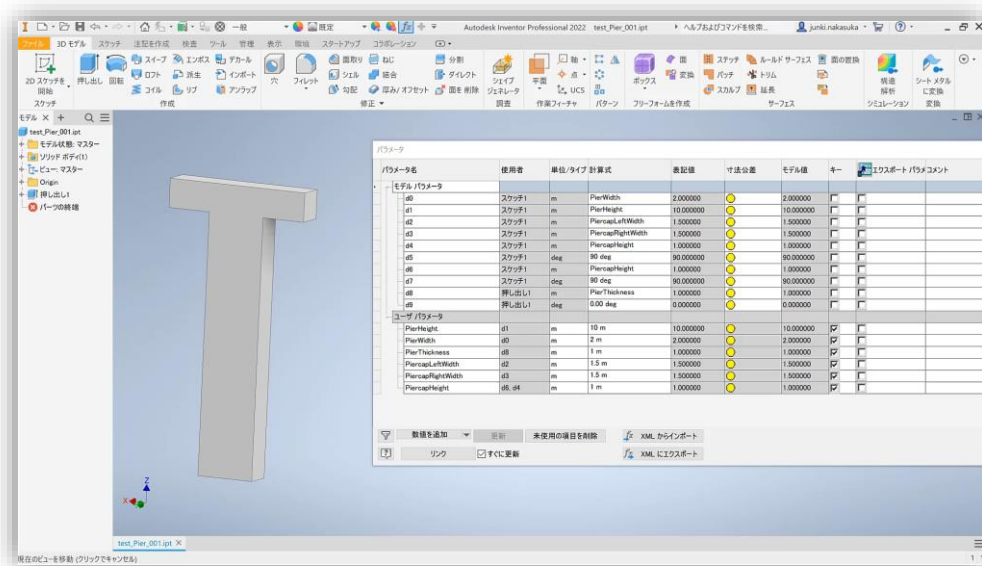 一般
既定
Autodesk Inventor Professional 2022 test_Pier_001.ipt
ヘルプおよびコマンドを検索...
junki.nakasuka
ファイル 3D モデル スケッチ 注記を作成 検査 ツール 管理 表示 環境 スタートアップ コラボレーション
2D スケッチを開始
押し出し 回転
スイープ エンボス デカール
ロフト 派生 インポート
コイル リブ アンラップ
穴 フィレット
面取り ねじ 分割
シェル 結合 ダイレクト
勾配 厚み/オフセット 面を削除
シェイプ ジェネレータ
平面 軸 点 UCS
ボックス 面 変換
ステッチ ルールド サーフェス 面の置換
パッチ トリム
スカルプ 延長
構造解析
シート メタルに変換
スケッチ 作成 修正 調査 作業フィーチャ パターン フリーフォームを作成 サーフェス シミュレーション 変換
モデル
test_Pier_001.ipt
モデル状態: マスター
ソリッド ボディ(1)
ビュー: マスター
Origin
押し出し1
パーツの終端
パラメータ
パラメータ名 使用者 単位/タイプ 計算式 表記値 寸法公差 モデル値 キー エクスポート パラメ コメント
モデル パラメータ
d0 スケッチ1 m PierWidth 2.000000 2.000000
d1 スケッチ1 m PierHeight 10.000000 10.000000
d2 スケッチ1 m PiercapLeftWidth 1.500000 1.500000
d3 スケッチ1 m PiercapRightWidth 1.500000 1.500000
d4 スケッチ1 m PiercapHeight 1.000000 1.000000
d5 スケッチ1 deg 90 deg 90.000000 90.000000
d6 スケッチ1 m PiercapHeight 1.000000 1.000000
d7 スケッチ1 deg 90 deg 90.000000 90.000000
d8 押し出し1 m PierThickness 1.000000 1.000000
d9 押し出し1 deg 0.00 deg 0.000000 0.000000
ユーザ パラメータ
PierHeight d1 m 10 m 10.000000 10.000000
PierWidth d0 m 2 m 2.000000 2.000000
PierThickness d8 m 1 m 1.000000 1.000000
PiercapLeftWidth d2 m 1.5 m 1.500000 1.500000
PiercapRightWidth d3 m 1.5 m 1.500000 1.500000
PiercapHeight d6, d4 m 1 m 1.000000 1.000000
数値を追加 更新 未使用の項目を削除 XML からインポート
リンク すぐに更新 XML にエクスポート
Z
X
test_Pier_001.ipt
現在のビューを移動 (クリックでキャンセル)